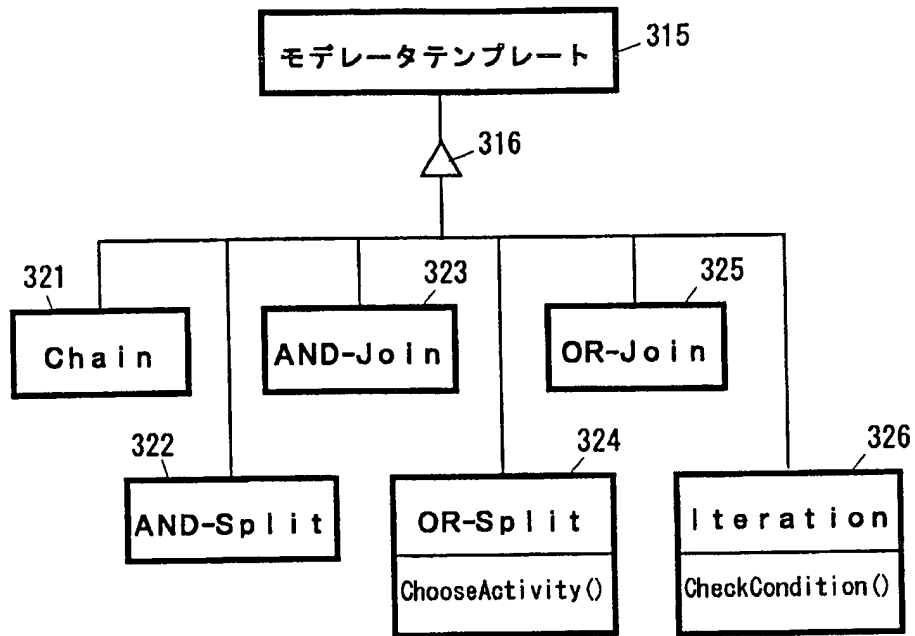 モデレータテンプレート
315
316
321
323
325
Chain
AND-Join
OR-Join
322
324
326
AND-Split
OR-Split
Iteration
ChooseActivity()
CheckCondition()